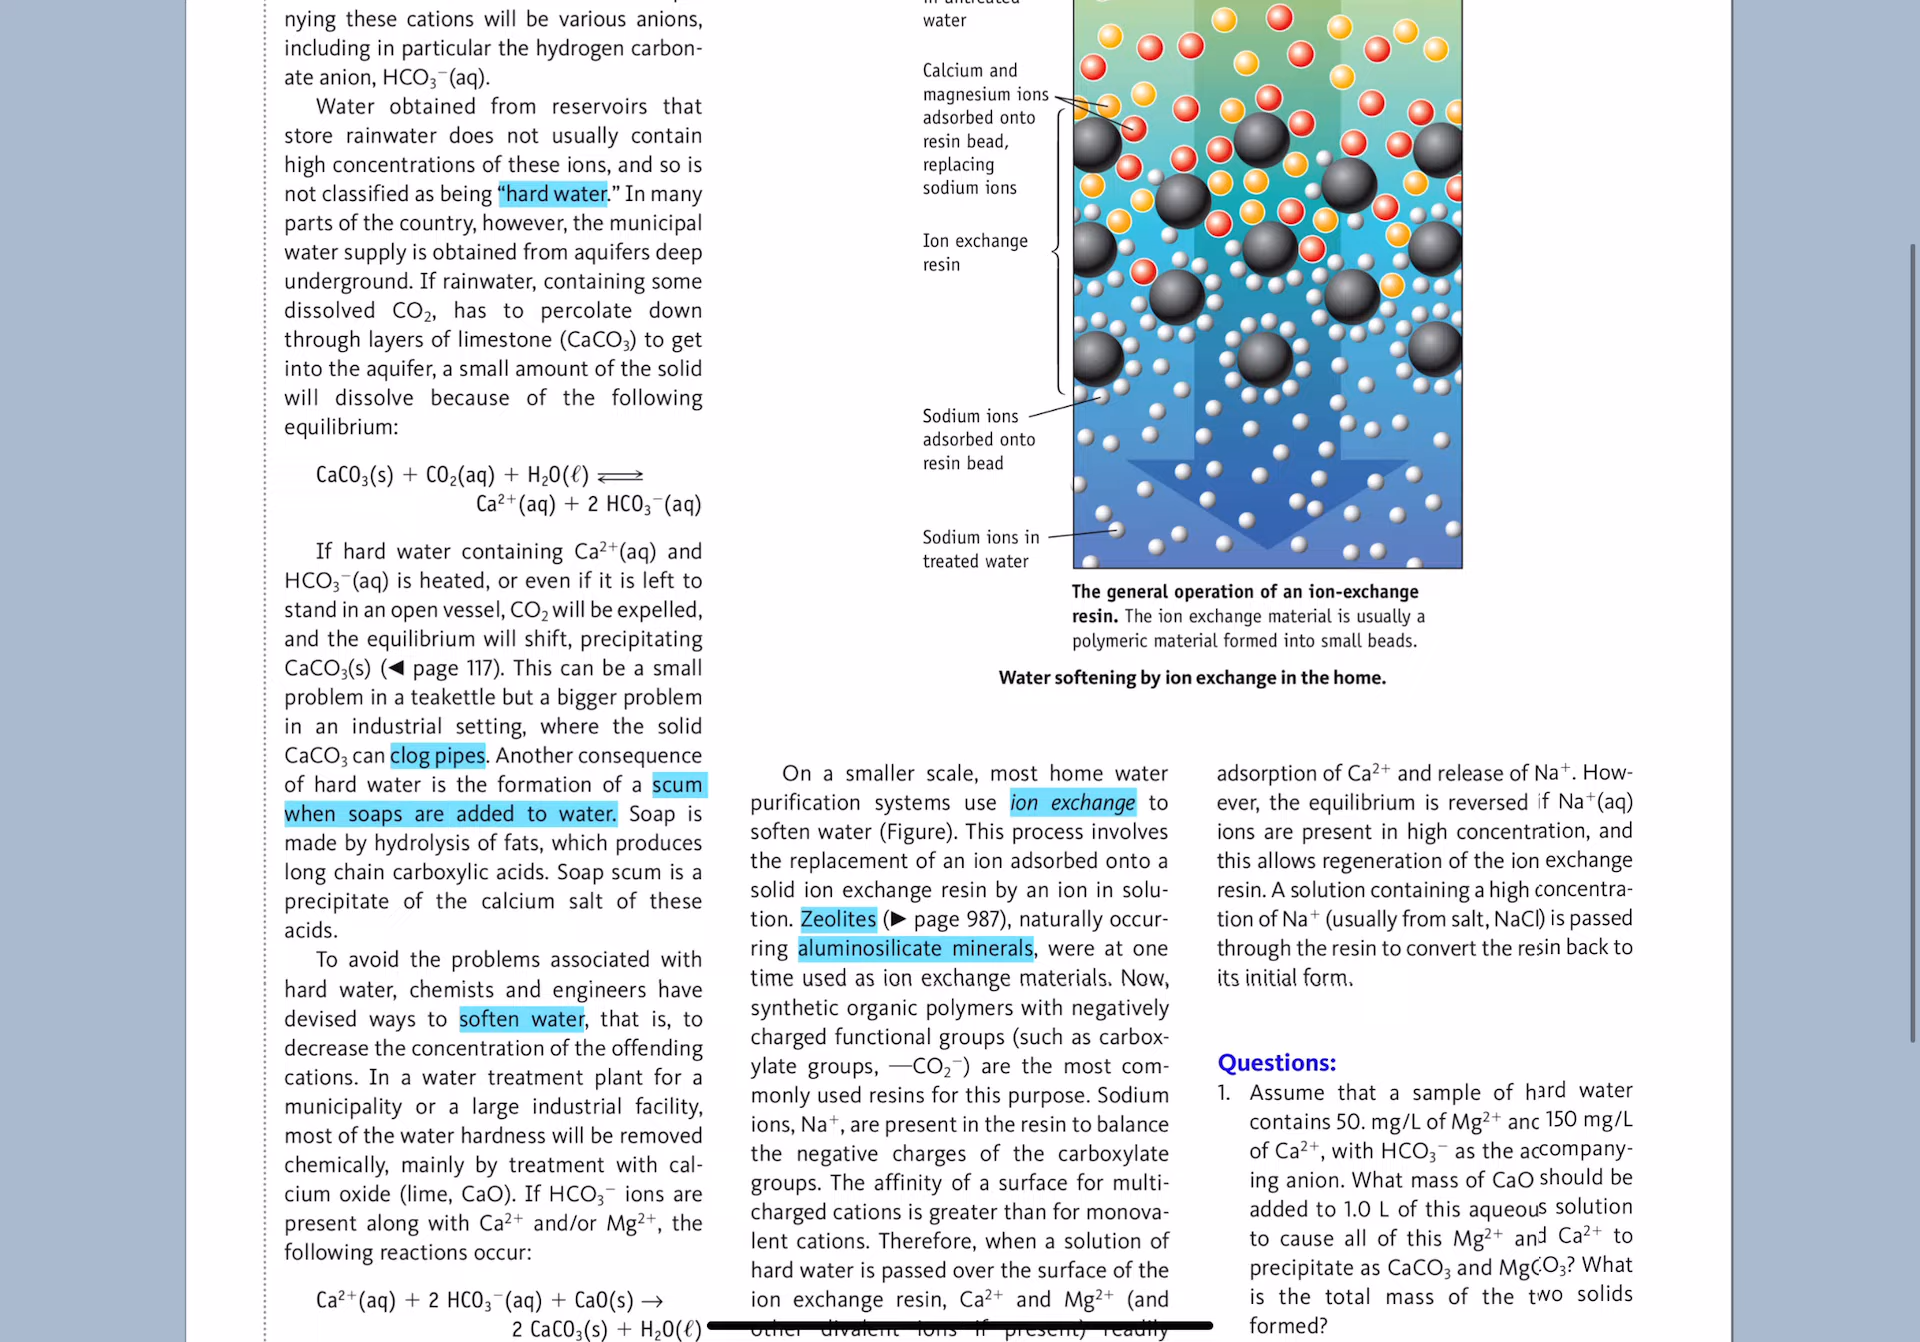 nying these cations will be various anions,
including in particular the hydrogen carbon-
ate anion, HCO₃⁻(aq).
Water obtained from reservoirs that
store rainwater does not usually contain
high concentrations of these ions, and so is
not classified as being “hard water.” In many
parts of the country, however, the municipal
water supply is obtained from aquifers deep
underground. If rainwater, containing some
dissolved CO₂, has to percolate down
through layers of limestone (CaCO₃) to get
into the aquifer, a small amount of the solid
will dissolve because of the following
equilibrium:
CaCO₃(s) + CO₂(aq) + H₂O(ℓ) ⇌
Ca²⁺(aq) + 2 HCO₃⁻(aq)
If hard water containing Ca²⁺(aq) and
HCO₃⁻(aq) is heated, or even if it is left to
stand in an open vessel, CO₂ will be expelled,
and the equilibrium will shift, precipitating
CaCO₃(s) (◀ page 117). This can be a small
problem in a teakettle but a bigger problem
in an industrial setting, where the solid
CaCO₃ can clog pipes. Another consequence
of hard water is the formation of a scum
when soaps are added to water. Soap is
made by hydrolysis of fats, which produces
long chain carboxylic acids. Soap scum is a
precipitate of the calcium salt of these
acids.
To avoid the problems associated with
hard water, chemists and engineers have
devised ways to soften water, that is, to
decrease the concentration of the offending
cations. In a water treatment plant for a
municipality or a large industrial facility,
most of the water hardness will be removed
chemically, mainly by treatment with cal-
cium oxide (lime, CaO). If HCO₃⁻ ions are
present along with Ca²⁺ and/or Mg²⁺, the
following reactions occur:
Ca²⁺(aq) + 2 HCO₃⁻(aq) + CaO(s) →
2 CaCO₃(s) + H₂O(ℓ)
in untreated
water
Calcium and
magnesium ions
adsorbed onto
resin bead,
replacing
sodium ions
Ion exchange
resin
Sodium ions
adsorbed onto
resin bead
Sodium ions in
treated water
The general operation of an ion-exchange
resin. The ion exchange material is usually a
polymeric material formed into small beads.
Water softening by ion exchange in the home.
On a smaller scale, most home water
purification systems use ion exchange to
soften water (Figure). This process involves
the replacement of an ion adsorbed onto a
solid ion exchange resin by an ion in solu-
tion. Zeolites (▶ page 987), naturally occur-
ring aluminosilicate minerals, were at one
time used as ion exchange materials. Now,
synthetic organic polymers with negatively
charged functional groups (such as carbox-
ylate groups, —CO₂⁻) are the most com-
monly used resins for this purpose. Sodium
ions, Na⁺, are present in the resin to balance
the negative charges of the carboxylate
groups. The affinity of a surface for multi-
charged cations is greater than for monova-
lent cations. Therefore, when a solution of
hard water is passed over the surface of the
ion exchange resin, Ca²⁺ and Mg²⁺ (and
other divalent ions if present) readily
adsorption of Ca²⁺ and release of Na⁺. How-
ever, the equilibrium is reversed if Na⁺(aq)
ions are present in high concentration, and
this allows regeneration of the ion exchange
resin. A solution containing a high concentra-
tion of Na⁺ (usually from salt, NaCl) is passed
through the resin to convert the resin back to
its initial form.
Questions:
1. Assume that a sample of hard water
contains 50. mg/L of Mg²⁺ and 150 mg/L
of Ca²⁺, with HCO₃⁻ as the accompany-
ing anion. What mass of CaO should be
added to 1.0 L of this aqueous solution
to cause all of this Mg²⁺ and Ca²⁺ to
precipitate as CaCO₃ and MgCO₃? What
is the total mass of the two solids
formed?